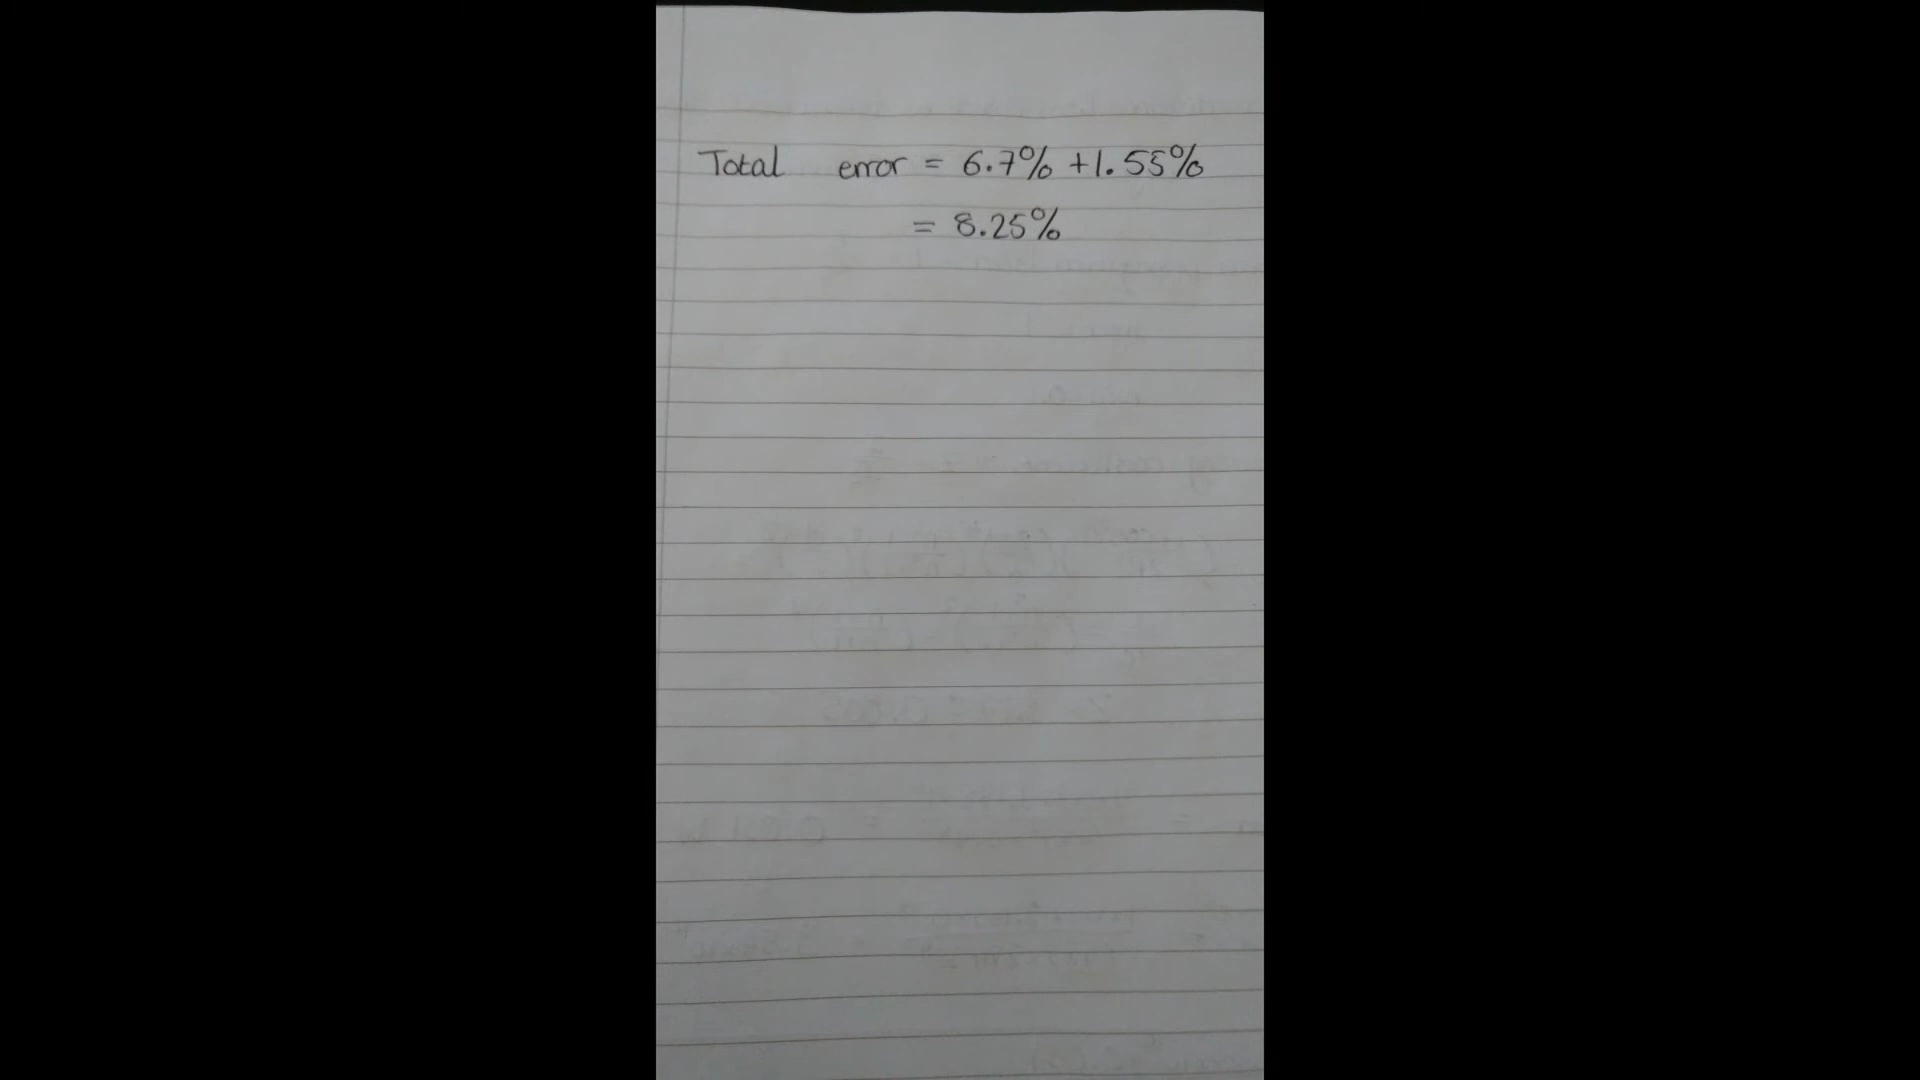 Total error = 6.7% + 1.55%
= 8.25%